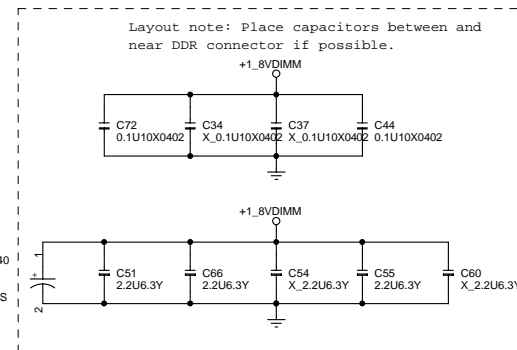 Layout note: Place capacitors between and
near DDR connector if possible.
+1_8VDIMM
C72
0.1U10X0402
C34
X_0.1U10X0402
C37
X_0.1U10X0402
C44
0.1U10X0402
+1_8VDIMM
40
1
+
S
2
C51
2.2U6.3Y
C66
2.2U6.3Y
C54
X_2.2U6.3Y
C55
2.2U6.3Y
C60
X_2.2U6.3Y